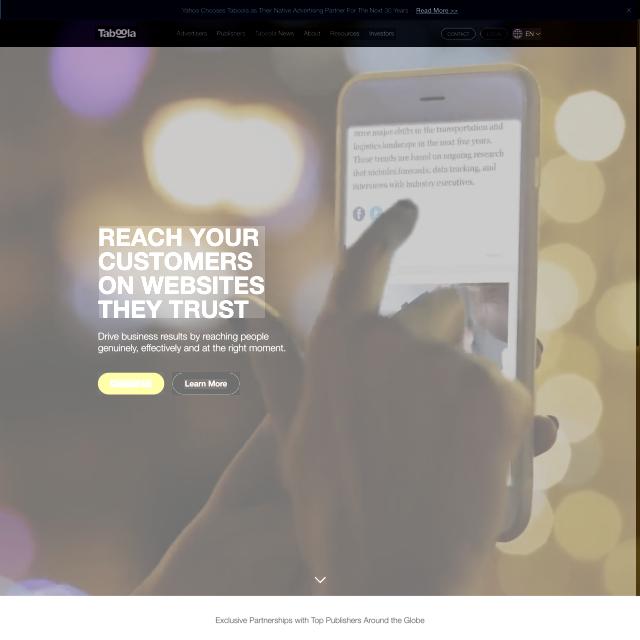 Yahoo Chooses Taboola as Their Native Advertising Partner For The Next 30 Years Read More >>
Taboola Advertisers Publishers Taboola News About Resources Investors CONTACT LOGIN EN
more major shifts in the transportation and
logistics landscape in the next few years.
These trends are based on ongoing research
that includes forecasts, data tracking, and
interviews with industry executives.
REACH YOUR
CUSTOMERS
ON WEBSITES
THEY TRUST
Drive business results by reaching people
genuinely, effectively and at the right moment.
Learn More
Exclusive Partnerships with Top Publishers Around the Globe